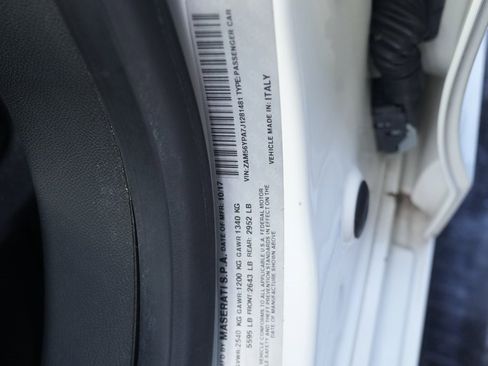 MFD BY MASERATI S.P.A. DATE OF MFR: 10/17
GVWR:2540 KG GAWR:1200 KG GAWR 1340 KG
5595 LB FRONT:2643 LB REAR: 2952 LB
VEHICLE CONFORMS TO ALL APPLICABLE U.S.A. FEDERAL MOTOR
VEHICLE SAFETY AND THEFT PREVENTION STANDARDS IN EFFECT ON THE
DATE OF MANUFACTURE SHOWN ABOVE
VIN:ZAM56YPA7J1281481 TYPE:PASSENGER CAR
VEHICLE MADE IN: ITALY